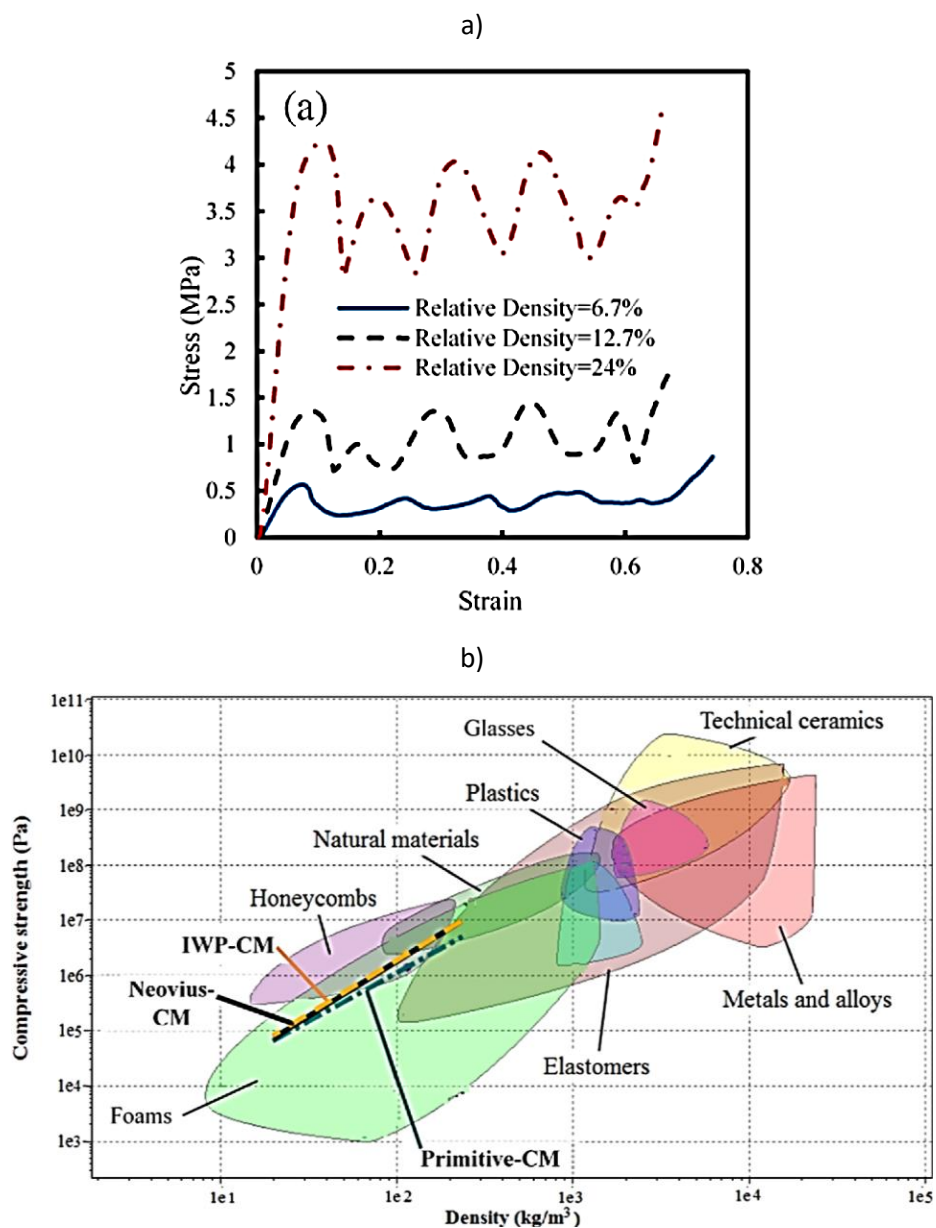 a)
(a)
5
4.5
4
3.5
3
2.5
2
1.5
1
0.5
0
Stress (MPa)
Relative Density=6.7%
Relative Density=12.7%
Relative Density=24%
0 0.2 0.4 0.6 0.8
Strain
b)
1e11
1e10
1e9
1e8
1e7
1e6
1e5
1e4
1e3
Compressive strength (Pa)
Technical ceramics
Glasses
Plastics
Natural materials
Honeycombs
IWP-CM
Neovius-
CM
Metals and alloys
Elastomers
Foams
Primitive-CM
1e1 1e2 1e3 1e4 1e5
Density (kg/m³)